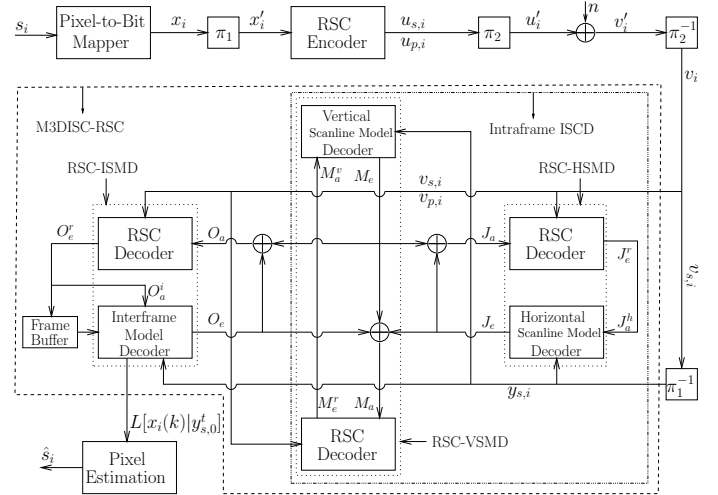 s_i
Pixel-to-Bit
Mapper
x_i
π_1
x'_i
RSC
Encoder
u_{s,i}
u_{p,i}
π_2
u'_i
n
v'_i
π_2^{-1}
v_i
M3DISC-RSC
Vertical
Scanline Model
Decoder
Intraframe ISCD
RSC-ISMD
M_a^v
M_e
v_{s,i}
v_{p,i}
RSC-HSMD
O_e^r
RSC
Decoder
O_a
J_a
RSC
Decoder
J_e^r
v_{s,i}
O_a^i
Frame
Buffer
Interframe
Model
Decoder
O_e
J_e
Horizontal
Scanline Model
Decoder
J_a^h
y_{s,i}
π_1^{-1}
M_e^r
M_a
L[x_i(k)|y_{s,0}^t]
RSC
Decoder
RSC-VSMD
ŝ_i
Pixel
Estimation